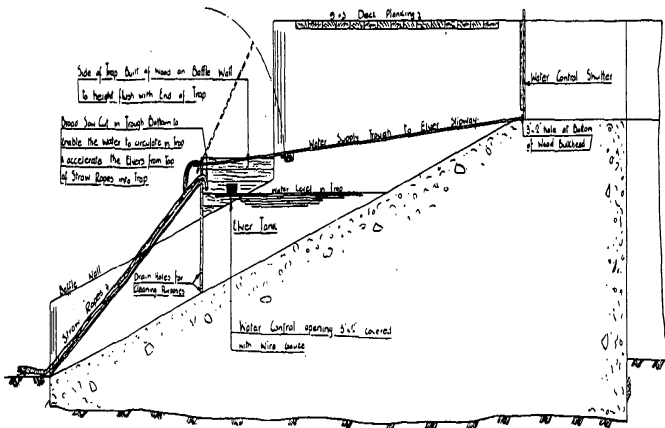 9"x3 Deck Planking
Side of Trap Built of Wood on Baffle Wall
to height flush with End of Trap
Broad Saw Cut in Trough Bottom to
Enable the Water to circulate in Trap
& accelerate the Elvers from Top
of Straw Ropes into Trap
Water Supply Trough to Elver Slipway
Water Control Shutter
hole at Bottom
of Wood Bulkhead
Water Level in Trap
Elver Tank
Baffle Wall
Straw Ropes
Drain Holes for
Cleaning Purposes
Water Control opening covered
with Wire Gauze